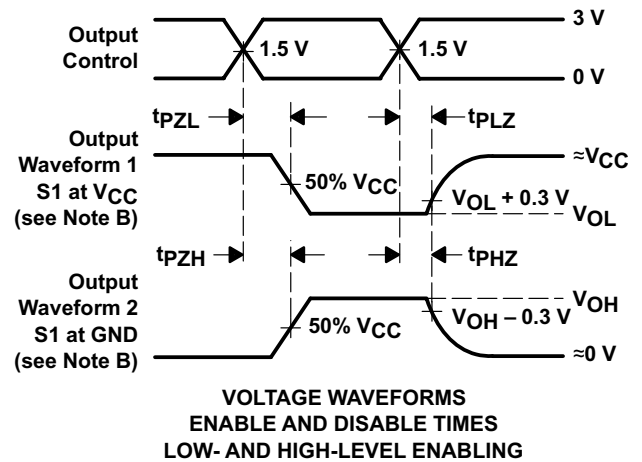 Output
Control
1.5 V
1.5 V
3 V
0 V
tPZL
tPLZ
Output
Waveform 1
S1 at VCC
(see Note B)
50% VCC
≈VCC
VOL + 0.3 V
VOL
tPZH
tPHZ
Output
Waveform 2
S1 at GND
(see Note B)
50% VCC
VOH
VOH – 0.3 V
≈0 V
VOLTAGE WAVEFORMS
ENABLE AND DISABLE TIMES
LOW- AND HIGH-LEVEL ENABLING